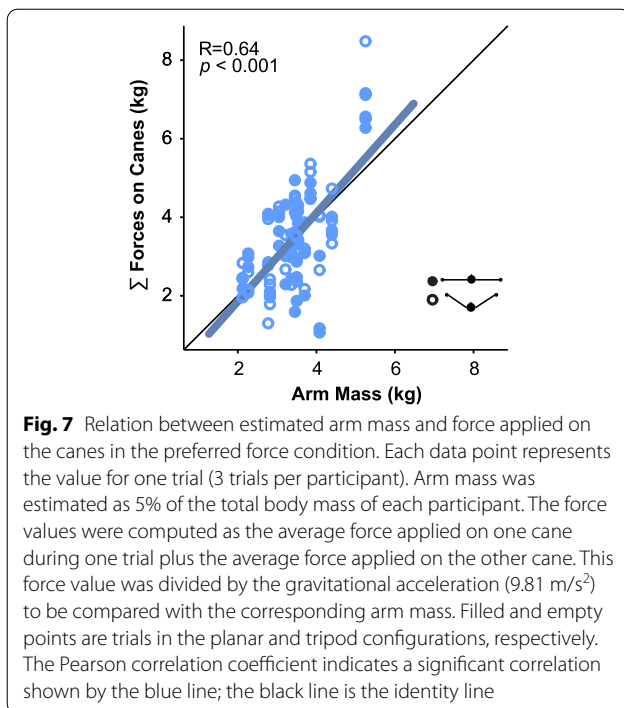 R=0.64
p < 0.001
∑ Forces on Canes (kg)
8
6
4
2
2 4 6 8
Arm Mass (kg)
Fig. 7 Relation between estimated arm mass and force applied on
the canes in the preferred force condition. Each data point represents
the value for one trial (3 trials per participant). Arm mass was
estimated as 5% of the total body mass of each participant. The force
values were computed as the average force applied on one cane
during one trial plus the average force applied on the other cane. This
force value was divided by the gravitational acceleration (9.81 m/s²)
to be compared with the corresponding arm mass. Filled and empty
points are trials in the planar and tripod configurations, respectively.
The Pearson correlation coefficient indicates a significant correlation
shown by the blue line; the black line is the identity line